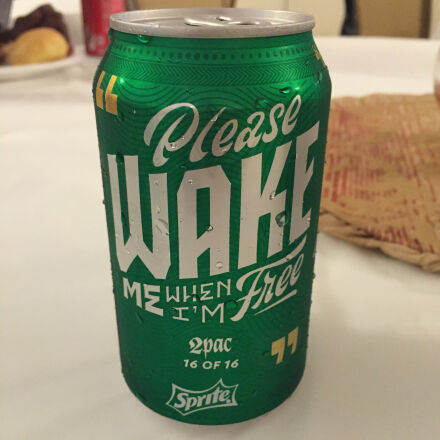 “
Please
WAKE
ME WHEN
I'M Free
”
2pac
16 OF 16
Sprite